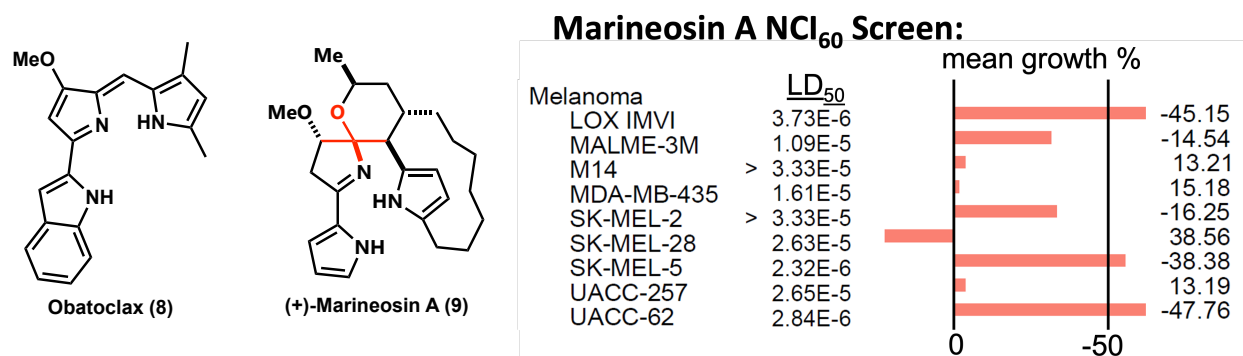 Marineosin A NCI60 Screen:
mean growth %
LD50
Melanoma
LOX IMVI 3.73E-6 -45.15
MALME-3M 1.09E-5 -14.54
M14 > 3.33E-5 13.21
MDA-MB-435 1.61E-5 15.18
SK-MEL-2 > 3.33E-5 -16.25
SK-MEL-28 2.63E-5 38.56
SK-MEL-5 2.32E-6 -38.38
UACC-257 2.65E-5 13.19
UACC-62 2.84E-6 -47.76
0 -50
MeO
N
HN
NH
Obatoclax (8)
Me
MeO
O
N
HN
NH
(+)-Marineosin A (9)